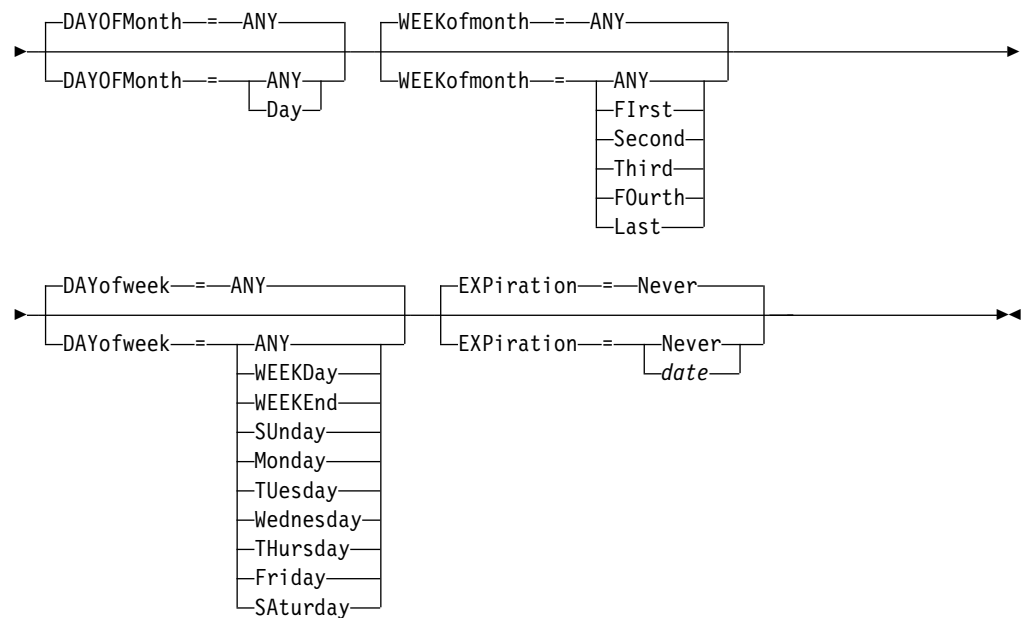 DAYOFMonth = ANY WEEKofmonth = ANY
DAYOFMonth = ANY WEEKofmonth = ANY
Day FIrst
Second
Third
FOurth
Last
DAYofweek = ANY EXPiration = Never
DAYofweek = ANY EXPiration = Never
WEEKDay date
WEEKEnd
SUnday
Monday
TUesday
Wednesday
THursday
Friday
SAturday